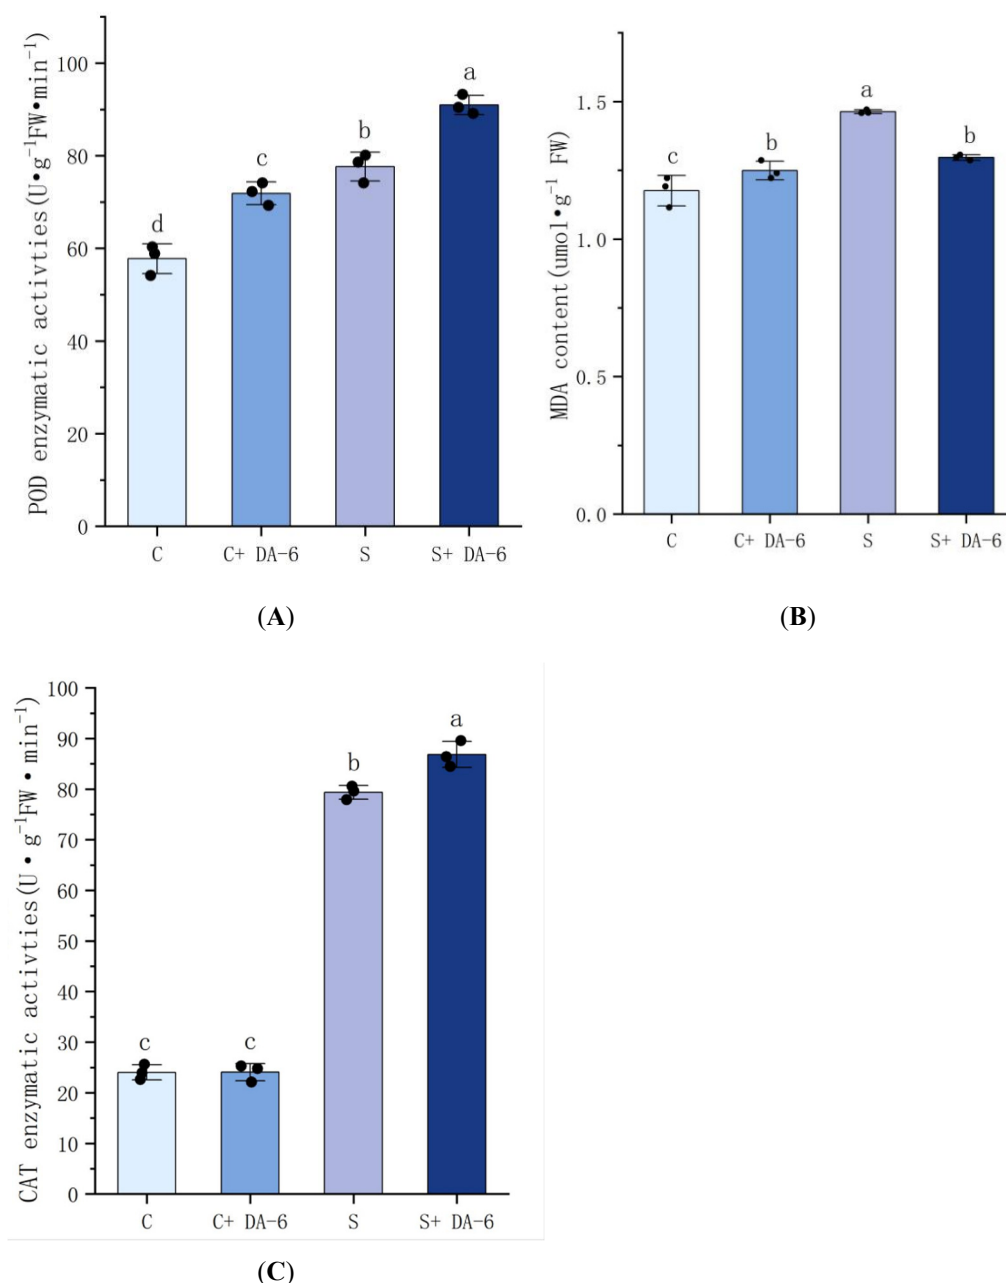 POD enzymatic activties(U•g⁻¹FW•min⁻¹)
100
80
60
40
20
0
d
c
b
a
C
C+ DA-6
S
S+ DA-6
(A)
MDA content(umol•g⁻¹ FW)
1.5
1.0
0.5
0.0
c
b
a
b
C
C+ DA-6
S
S+ DA-6
(B)
CAT enzymatic activties(U•g⁻¹FW•min⁻¹)
100
90
80
70
60
50
40
30
20
10
0
c
c
b
a
C
C+ DA-6
S
S+ DA-6
(C)